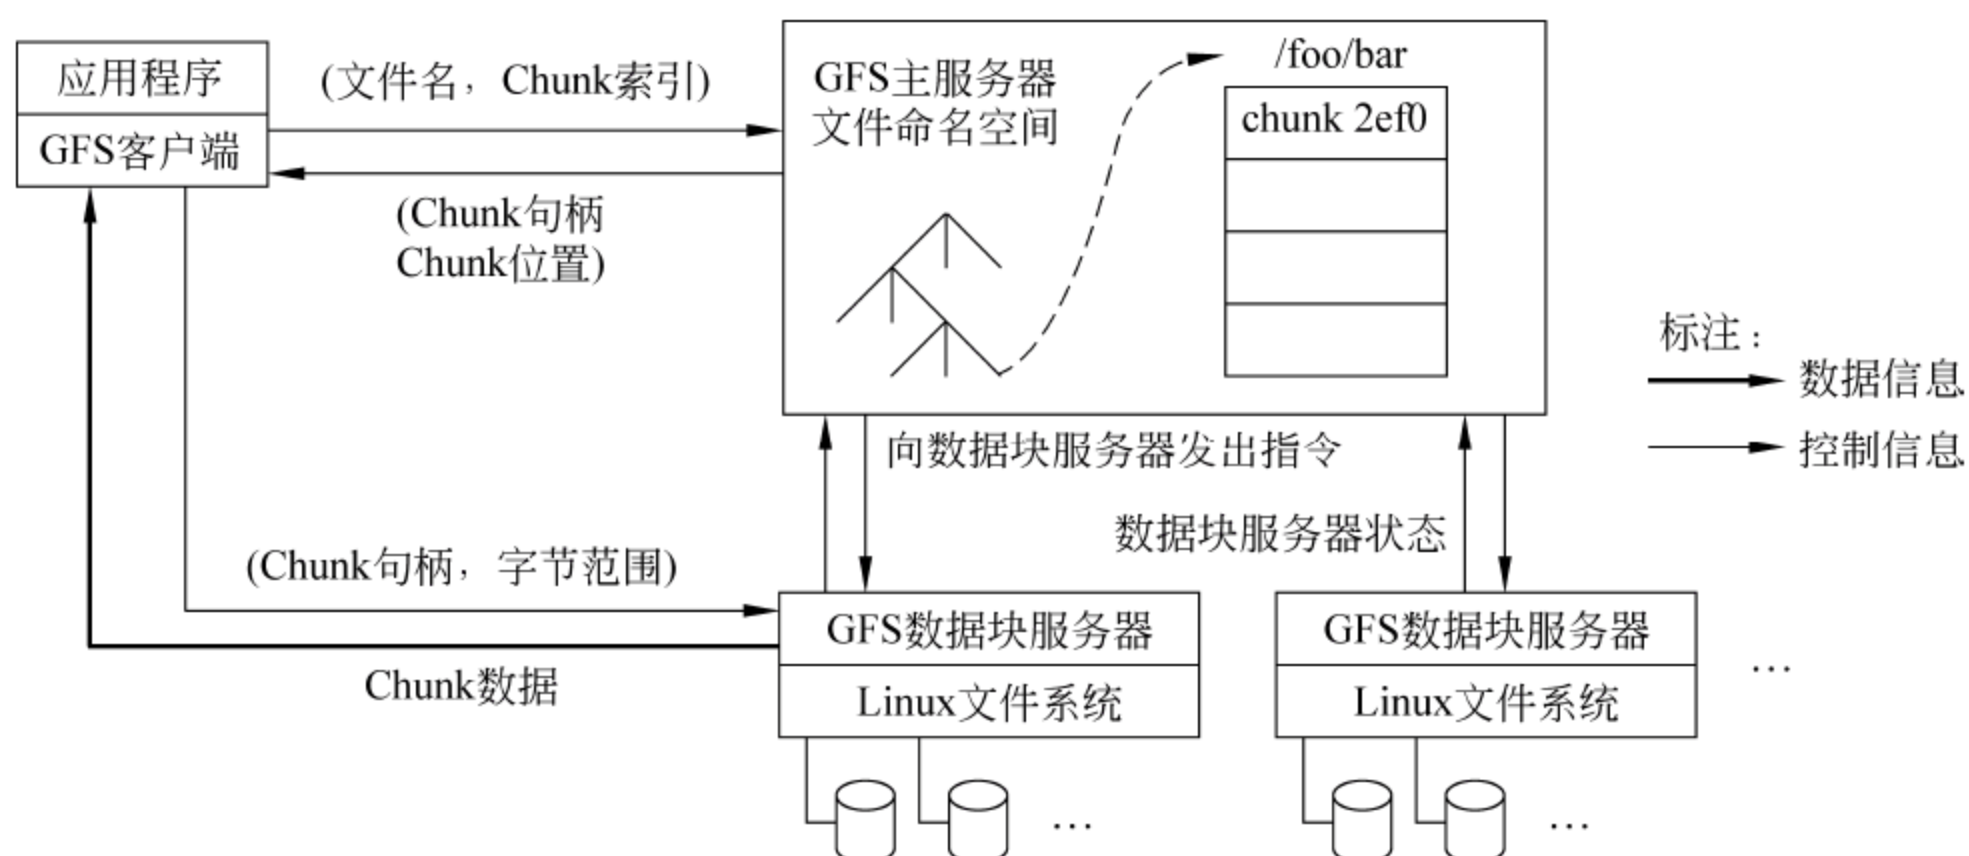 应用程序
GFS客户端
(文件名，Chunk索引)
(Chunk句柄
Chunk位置)
GFS主服务器
文件命名空间
/foo/bar
chunk 2ef0
标注：
数据信息
控制信息
向数据块服务器发出指令
数据块服务器状态
(Chunk句柄，字节范围)
Chunk数据
GFS数据块服务器
Linux文件系统
…
GFS数据块服务器
Linux文件系统
…
…